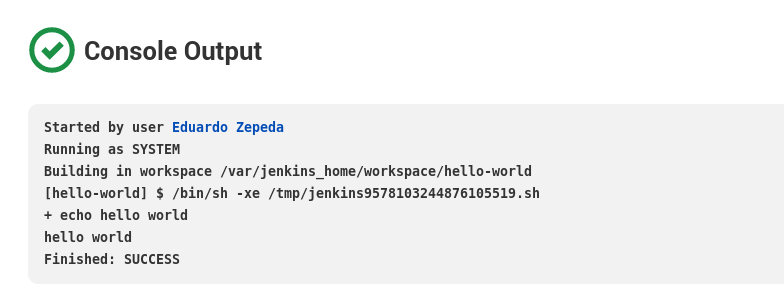 Console Output
Started by user Eduardo Zepeda
Running as SYSTEM
Building in workspace /var/jenkins_home/workspace/hello-world
[hello-world] $ /bin/sh -xe /tmp/jenkins9578103244876105519.sh
+ echo hello world
hello world
Finished: SUCCESS